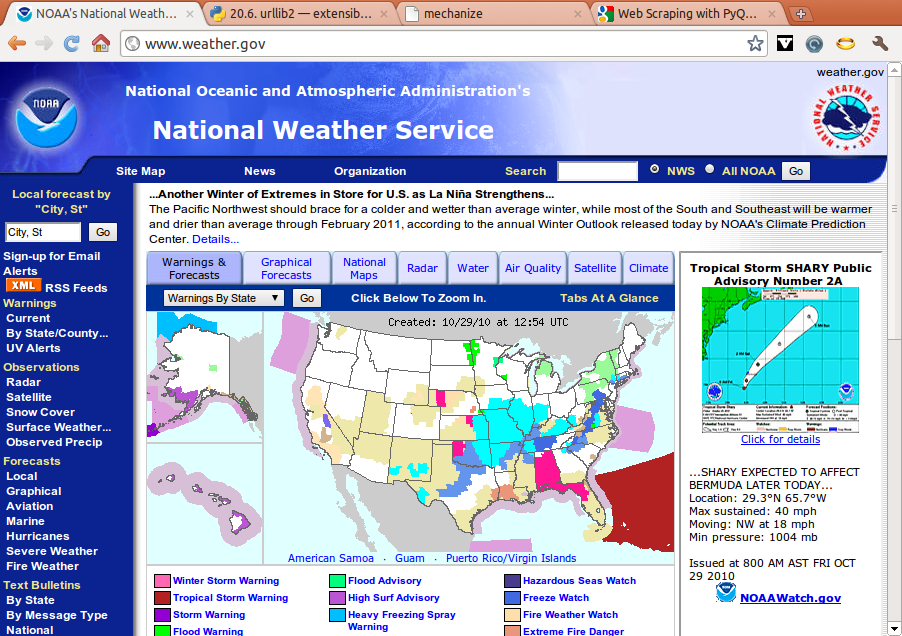 NOAA's National Weath...
20.6. urllib2 — extensib...
mechanize
Web Scraping with PyQ...
www.weather.gov
weather.gov
NOAA
National Oceanic and Atmospheric Administration's
National Weather Service
NATIONAL WEATHER SERVICE
Site Map
News
Organization
Search
NWS
All NOAA
Go
Local forecast by
"City, St"
City, St
Go
Sign-up for Email
Alerts
XML RSS Feeds
Warnings
Current
By State/County...
UV Alerts
Observations
Radar
Satellite
Snow Cover
Surface Weather...
Observed Precip
Forecasts
Local
Graphical
Aviation
Marine
Hurricanes
Severe Weather
Fire Weather
Text Bulletins
By State
By Message Type
National
...Another Winter of Extremes in Store for U.S. as La Niña Strengthens...
The Pacific Northwest should brace for a colder and wetter than average winter, while most of the South and Southeast will be warmer
and drier than average through February 2011, according to the annual Winter Outlook released today by NOAA's Climate Prediction
Center. Details...
Warnings &
Forecasts
Graphical
Forecasts
National
Maps
Radar
Water
Air Quality
Satellite
Climate
Warnings By State
Go
Click Below To Zoom In.
Tabs At A Glance
Created: 10/29/10 at 12:54 UTC
American Samoa · Guam · Puerto Rico/Virgin Islands
Winter Storm Warning
Tropical Storm Warning
Storm Warning
Flood Warning
Flood Advisory
High Surf Advisory
Heavy Freezing Spray
Warning
Hazardous Seas Watch
Freeze Watch
Fire Weather Watch
Extreme Fire Danger
Tropical Storm SHARY Public
Advisory Number 2A
Click for details
...SHARY EXPECTED TO AFFECT
BERMUDA LATER TODAY...
Location: 29.3°N 65.7°W
Max sustained: 40 mph
Moving: NW at 18 mph
Min pressure: 1004 mb
Issued at 800 AM AST FRI OCT
29 2010
NOAAWatch.gov